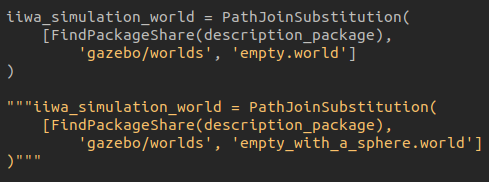 iiwa_simulation_world = PathJoinSubstitution(
    [FindPackageShare(description_package),
        'gazebo/worlds', 'empty.world']
)

"""iiwa_simulation_world = PathJoinSubstitution(
    [FindPackageShare(description_package),
        'gazebo/worlds', 'empty_with_a_sphere.world']
)"""